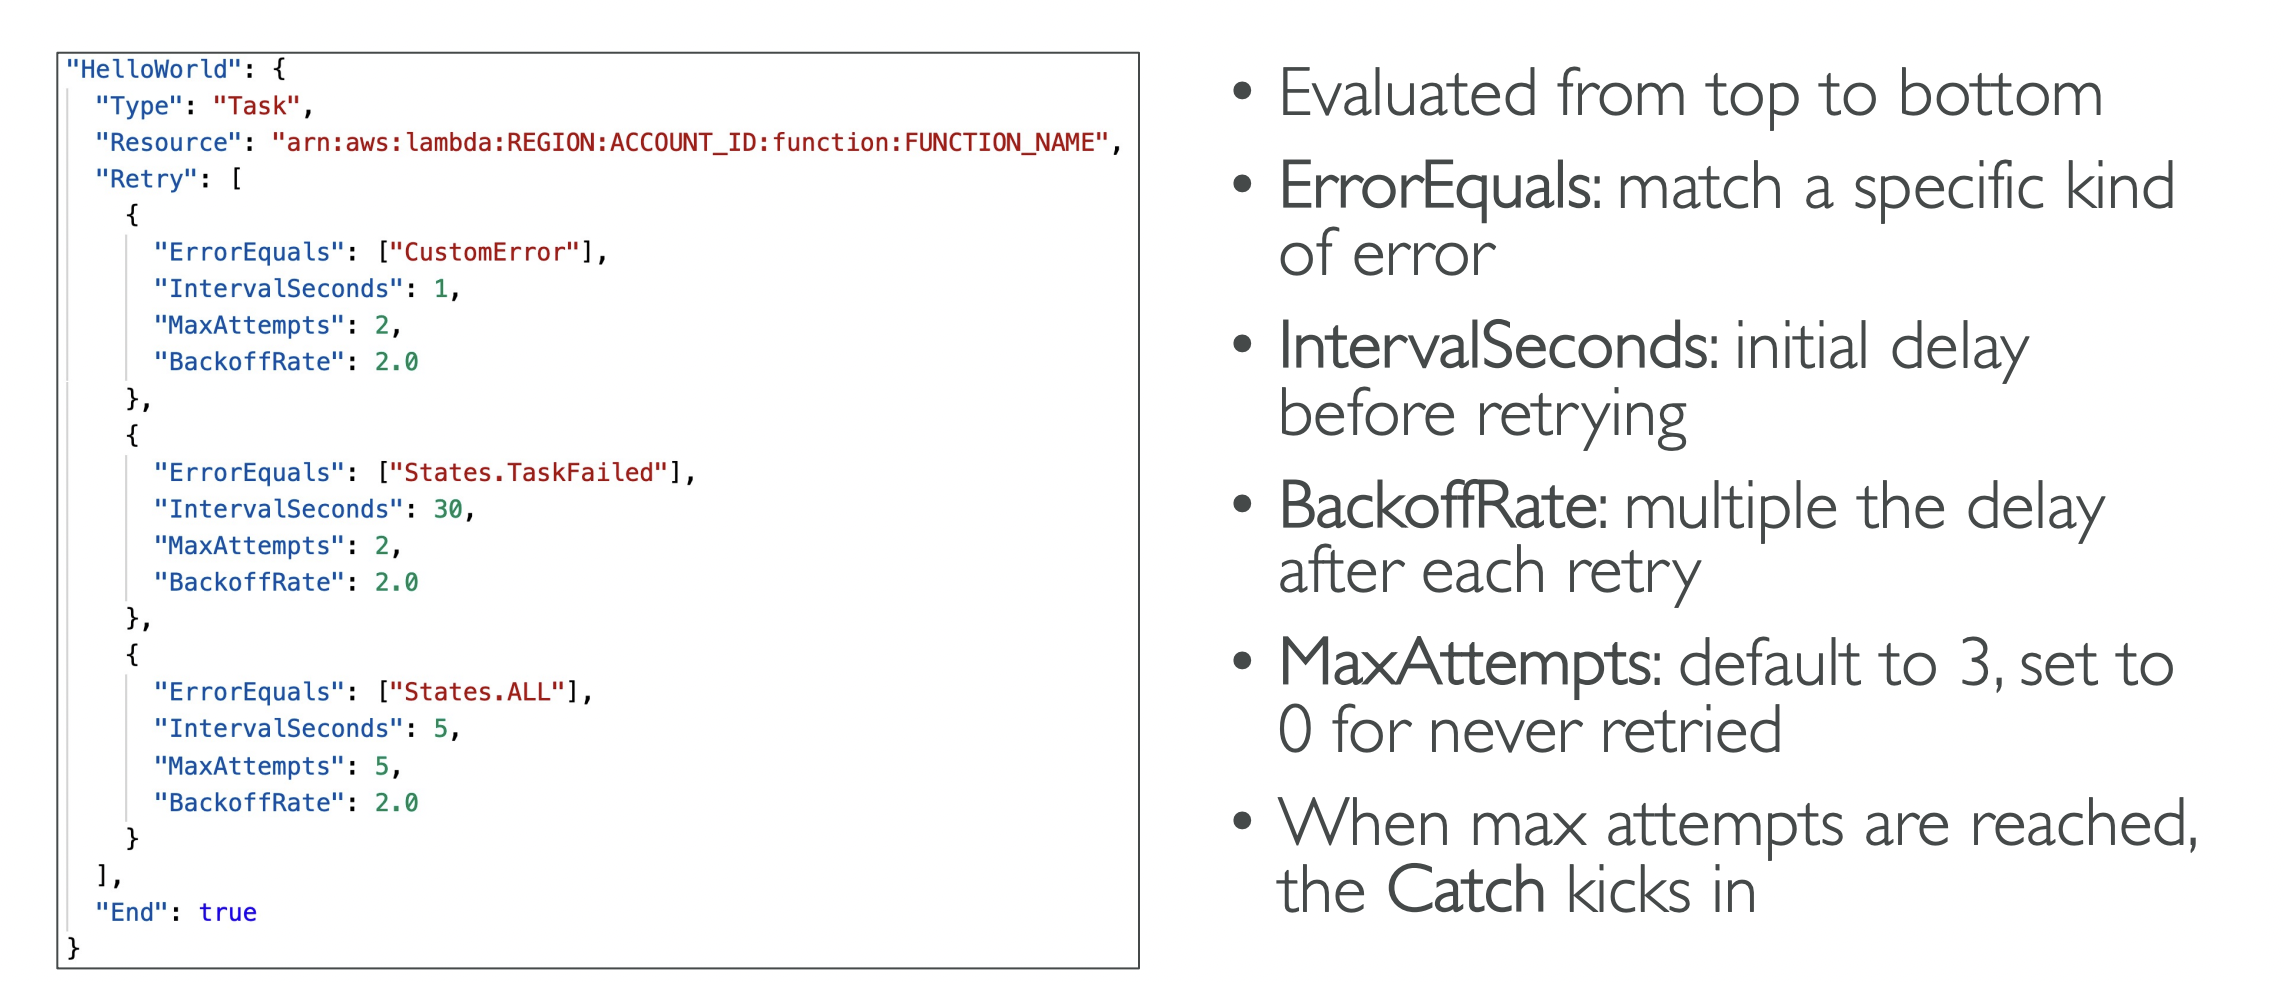 "HelloWorld": {
"Type": "Task",
"Resource": "arn:aws:lambda:REGION:ACCOUNT_ID:function:FUNCTION_NAME",
"Retry": [
{
"ErrorEquals": ["CustomError"],
"IntervalSeconds": 1,
"MaxAttempts": 2,
"BackoffRate": 2.0
},
{
"ErrorEquals": ["States.TaskFailed"],
"IntervalSeconds": 30,
"MaxAttempts": 2,
"BackoffRate": 2.0
},
{
"ErrorEquals": ["States.ALL"],
"IntervalSeconds": 5,
"MaxAttempts": 5,
"BackoffRate": 2.0
}
],
"End": true
}
• Evaluated from top to bottom
• ErrorEquals: match a specific kind
of error
• IntervalSeconds: initial delay
before retrying
• BackoffRate: multiple the delay
after each retry
• MaxAttempts: default to 3, set to
0 for never retried
• When max attempts are reached,
the Catch kicks in